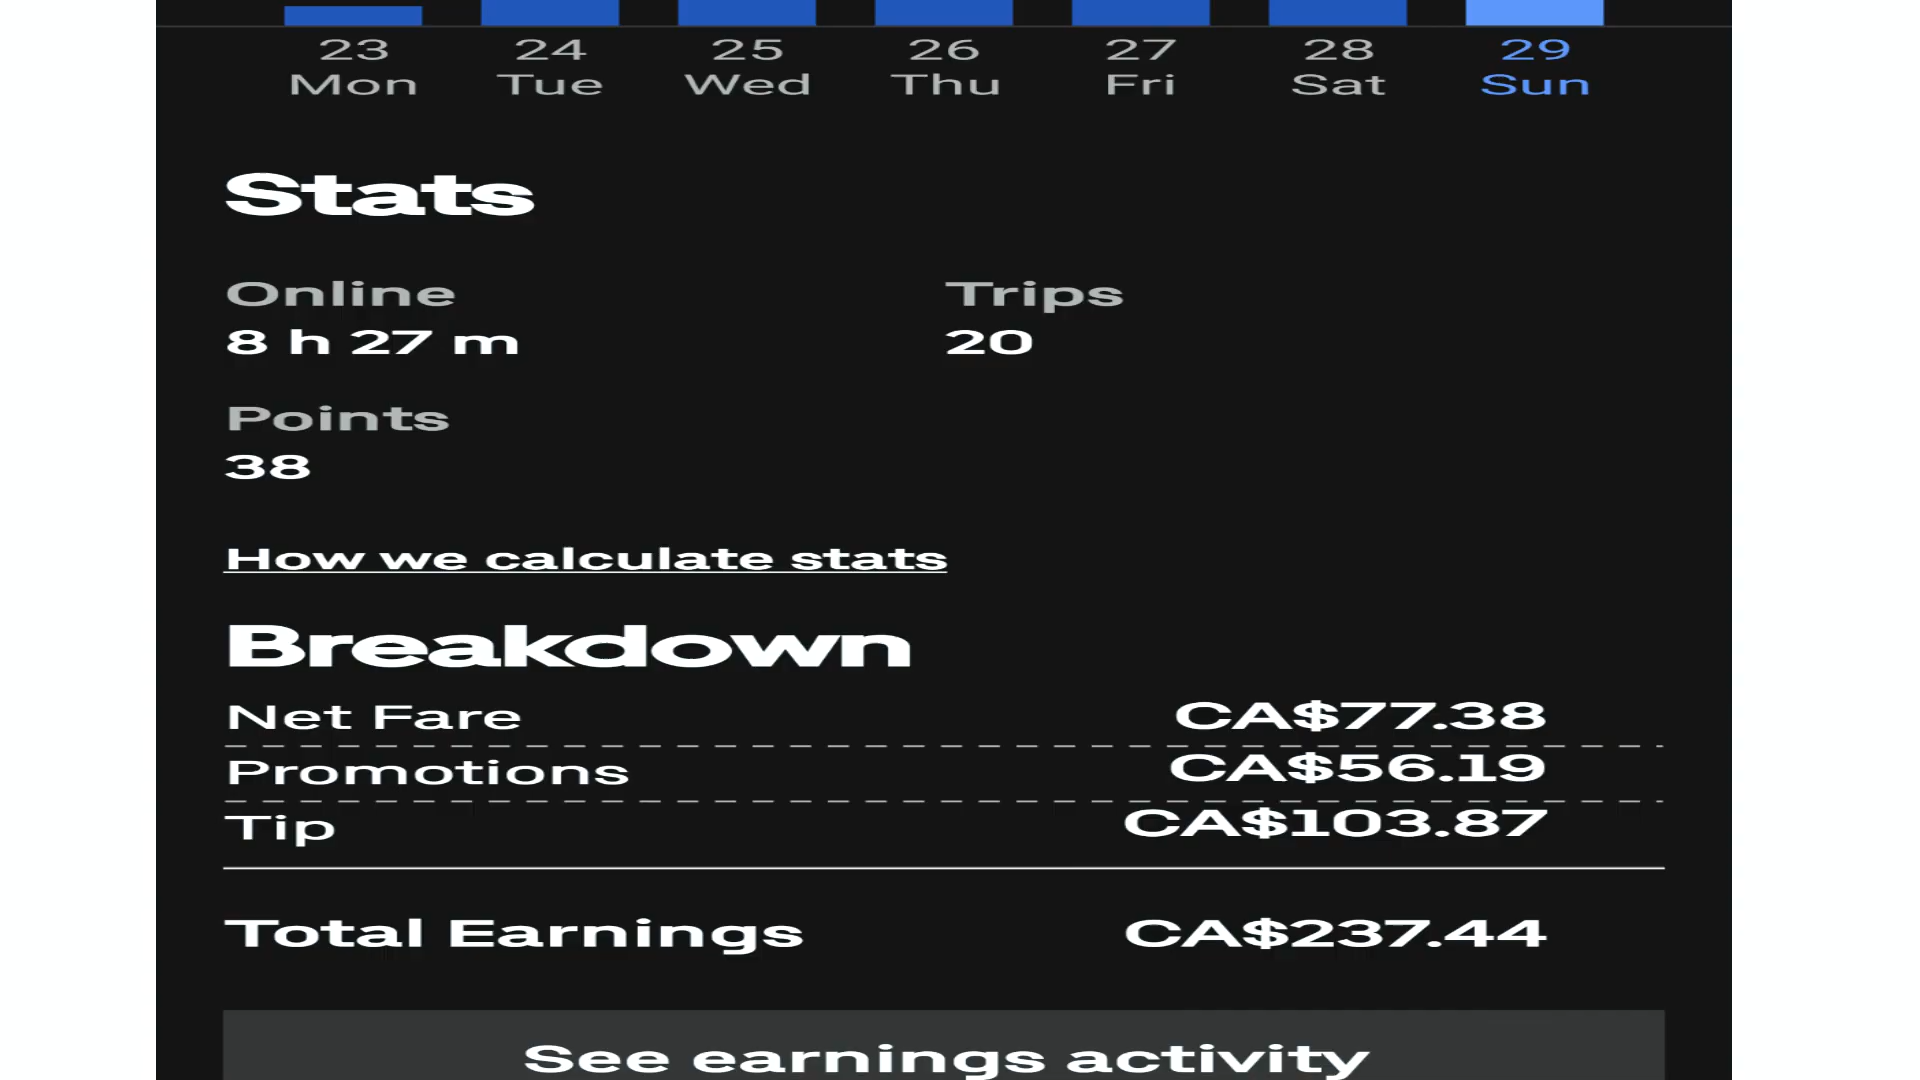 23 24 25 26 27 28 29
Mon Tue Wed Thu Fri Sat Sun
Stats
Online Trips
8 h 27 m 20
Points
38
How we calculate stats
Breakdown
Net Fare CA$77.38
Promotions CA$56.19
Tip CA$103.87
Total Earnings CA$237.44
See earnings activity